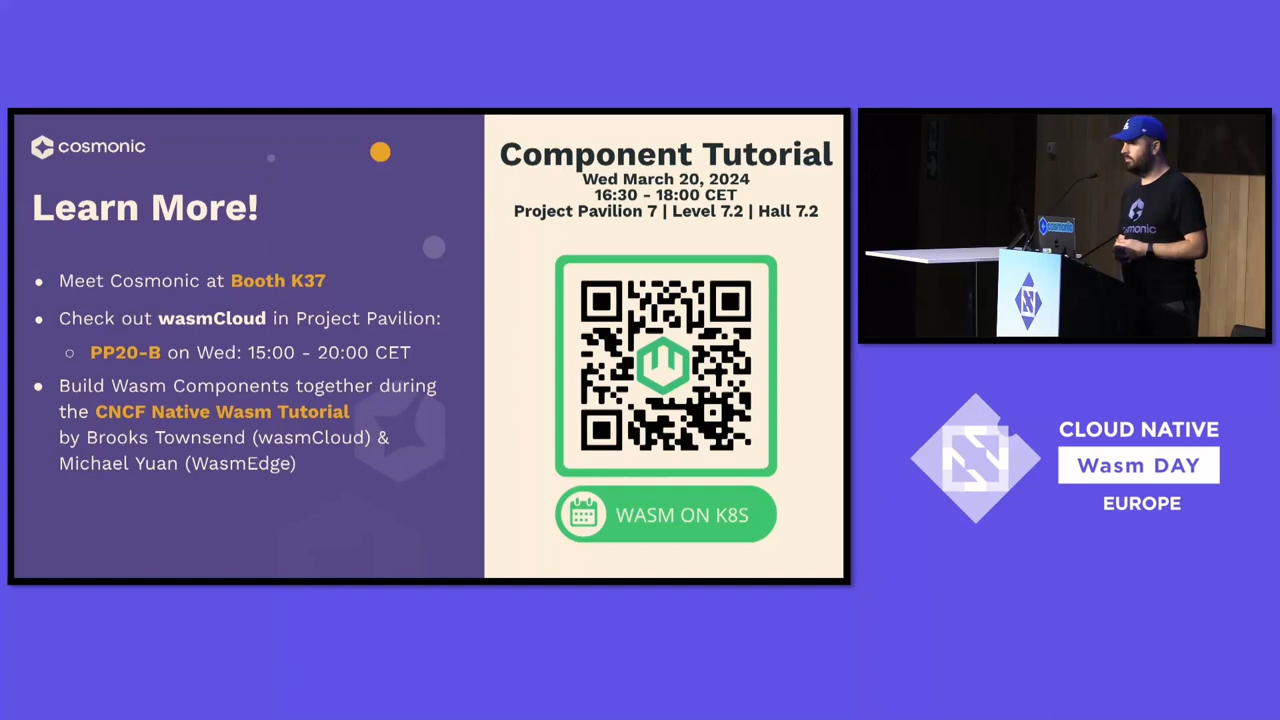 cosmonic
Learn More!
● Meet Cosmonic at Booth K37
● Check out wasmCloud in Project Pavilion:
○ PP20-B on Wed: 15:00 - 20:00 CET
● Build Wasm Components together during
the CNCF Native Wasm Tutorial
by Brooks Townsend (wasmCloud) &
Michael Yuan (WasmEdge)
Component Tutorial
Wed March 20, 2024
16:30 - 18:00 CET
Project Pavilion 7 | Level 7.2 | Hall 7.2
WASM ON K8S
cosmonic
CLOUD NATIVE
Wasm DAY
EUROPE